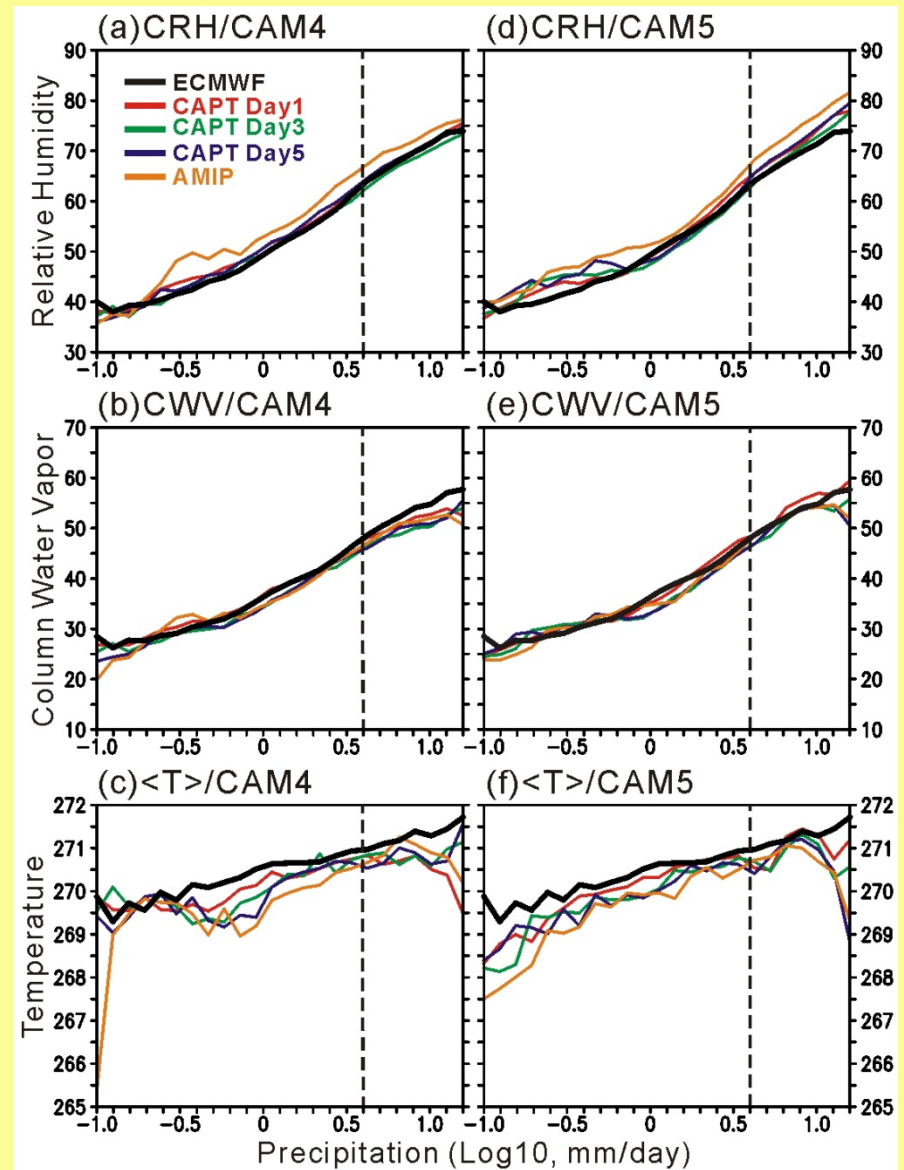 (a)CRH/CAM4
(d)CRH/CAM5
90
80
70
60
50
40
30
Relative Humidity
ECMWF
CAPT Day1
CAPT Day3
CAPT Day5
AMIP
90
80
70
60
50
40
30
-1.0 -0.5 0 0.5 1.0
-1.0 -0.5 0 0.5 1.0
(b)CWV/CAM4
(e)CWV/CAM5
70
60
50
40
30
20
10
Column Water Vapor
70
60
50
40
30
20
10
-1.0 -0.5 0 0.5 1.0
-1.0 -0.5 0 0.5 1.0
(c)<T>/CAM4
(f)<T>/CAM5
272
271
270
269
268
267
266
265
Temperature
272
271
270
269
268
267
266
265
-1.0 -0.5 0 0.5 1.0
-1.0 -0.5 0 0.5 1.0
Precipitation (Log10, mm/day)